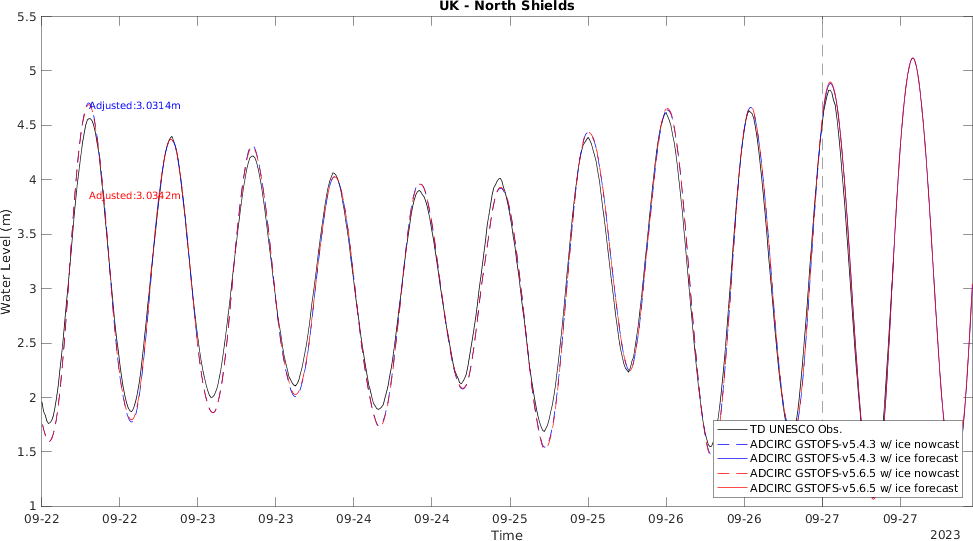 UK - North Shields
5.5
5
4.5
4
3.5
3
2.5
2
1.5
1
Water Level (m)
Adjusted:3.0314m
Adjusted:3.0342m
TD UNESCO Obs.
ADCIRC GSTOFS-v5.4.3 w/ ice nowcast
ADCIRC GSTOFS-v5.4.3 w/ ice forecast
ADCIRC GSTOFS-v5.6.5 w/ ice nowcast
ADCIRC GSTOFS-v5.6.5 w/ ice forecast
09-22 09-22 09-23 09-23 09-24 09-24 09-25 09-25 09-26 09-26 09-27 09-27
Time
2023